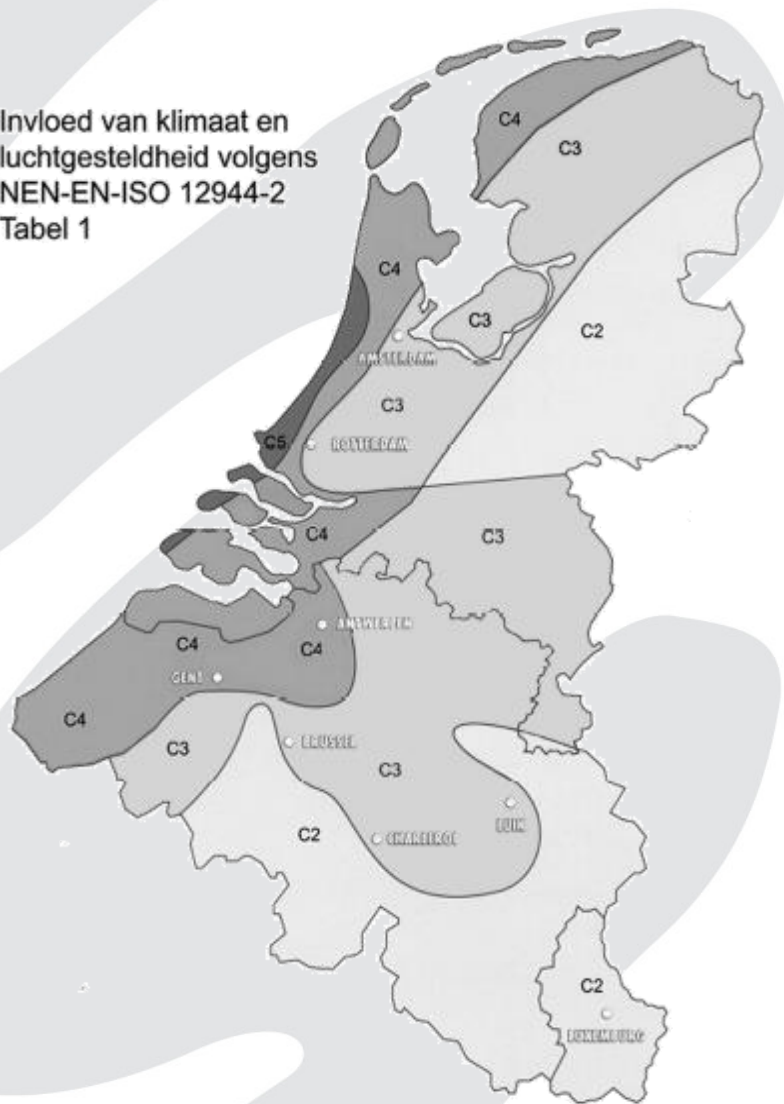 Invloed van klimaat en
luchtgesteldheid volgens
NEN-EN-ISO 12944-2
Tabel 1
C4
C3
C4
C3
C2
AMSTERDAM
C3
C5
ROTTERDAM
C4
C3
ANTWERPEN
C4
C4
GENT
C4
C3
BRUSSEL
C3
LUIK
C2
CHARLEROI
C2
LUXEMBURG